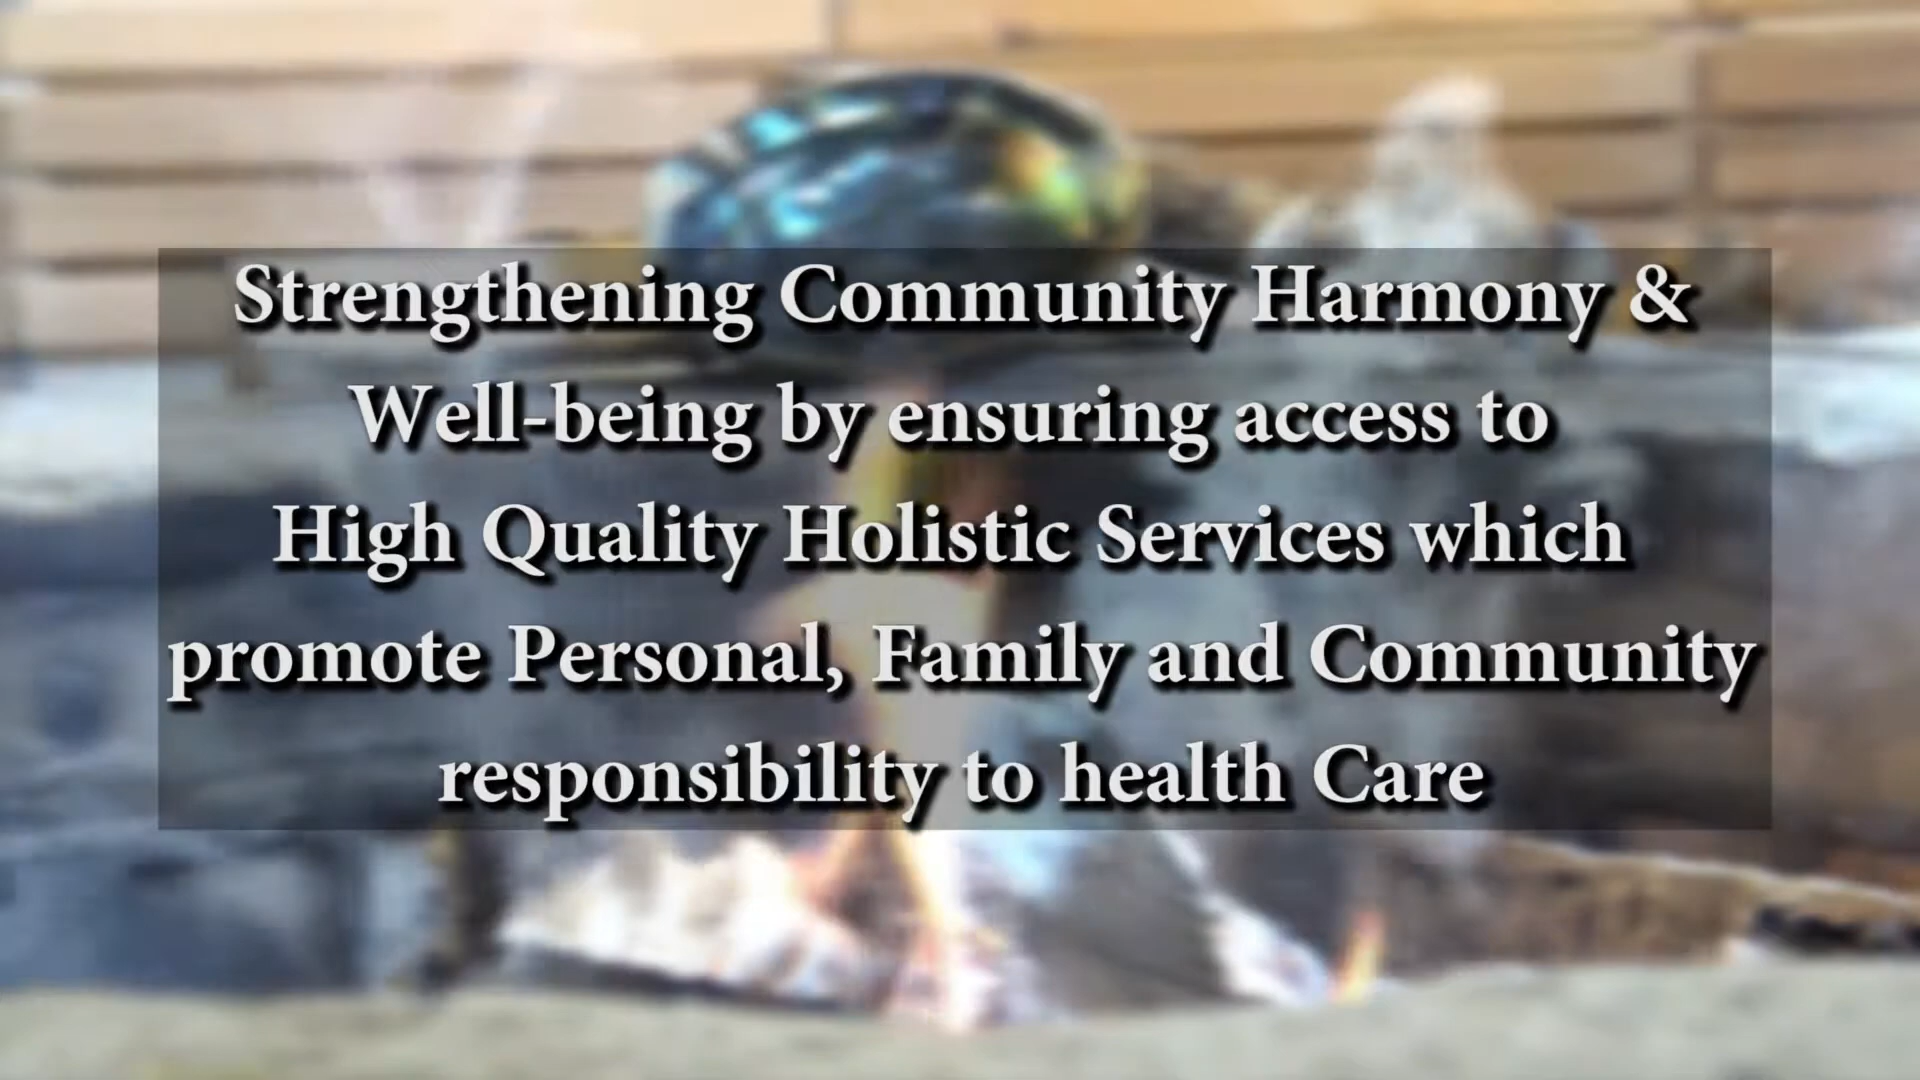 Strengthening Community Harmony &
Well-being by ensuring access to
High Quality Holistic Services which
promote Personal, Family and Community
responsibility to health Care